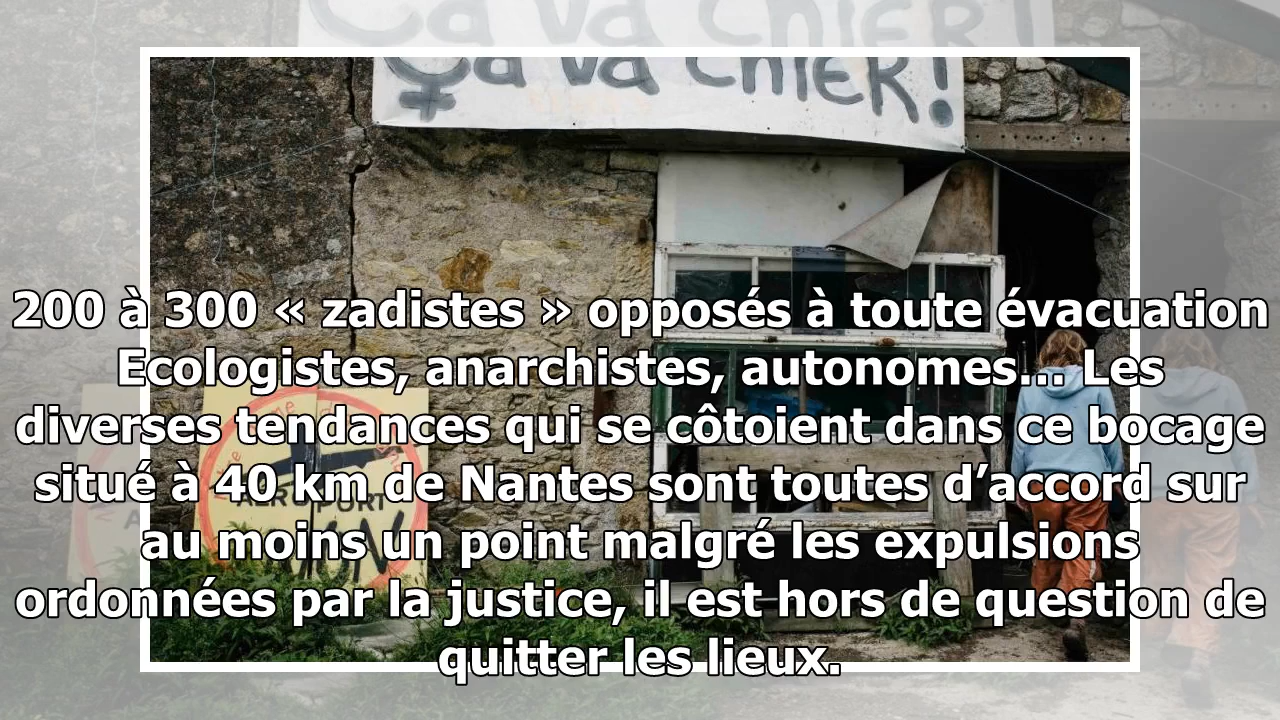 Ça va CHIER!
200 à 300 « zadistes » opposés à toute évacuation
Ecologistes, anarchistes, autonomes... Les
diverses tendances qui se côtoient dans ce bocage
situé à 40 km de Nantes sont toutes d’accord sur
au moins un point malgré les expulsions
ordonnées par la justice, il est hors de question de
quitter les lieux.
AEROPORT
NON